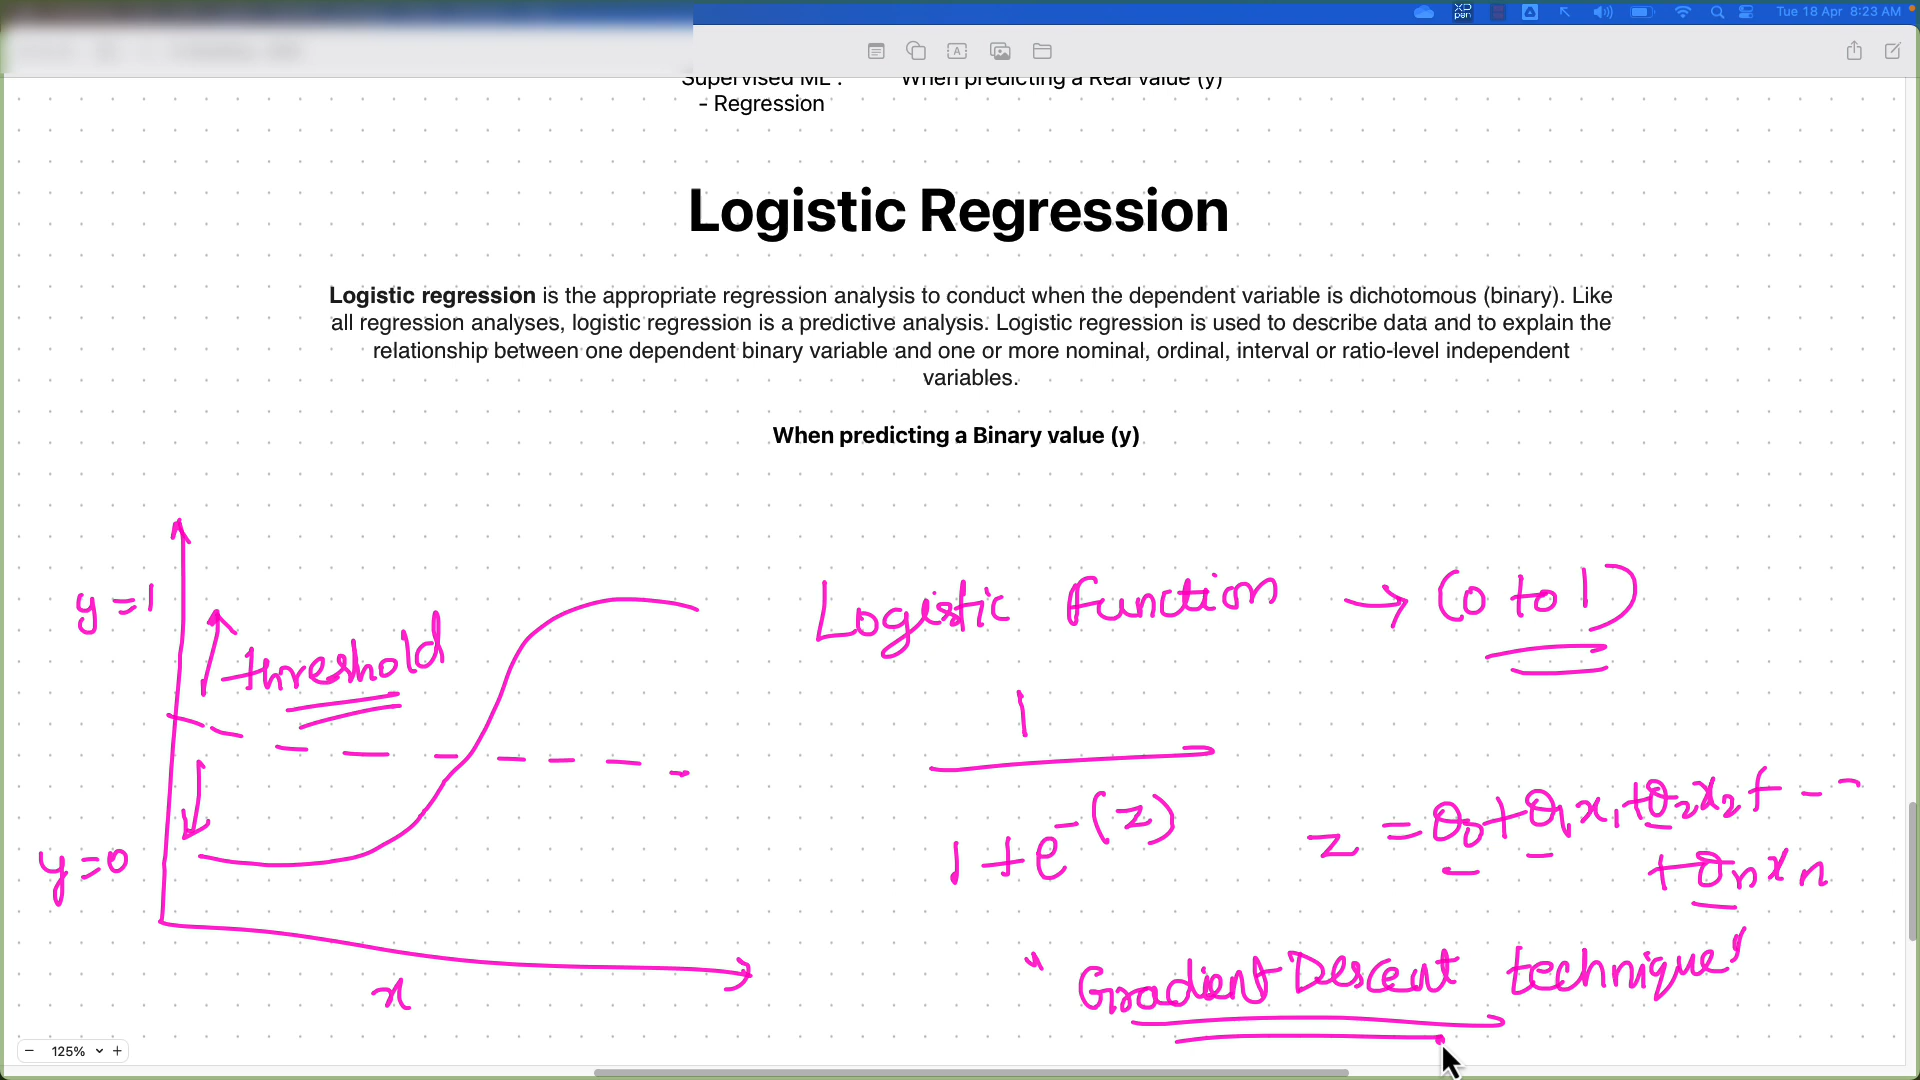 Tue 18 Apr 8:23 AM
Supervised ML : When predicting a Real value (y)
- Regression
Logistic Regression
Logistic regression is the appropriate regression analysis to conduct when the dependent variable is dichotomous (binary). Like
all regression analyses, logistic regression is a predictive analysis. Logistic regression is used to describe data and to explain the
relationship between one dependent binary variable and one or more nominal, ordinal, interval or ratio-level independent
variables.
When predicting a Binary value (y)
y=1
threshold
y=0
x
Logistic function → (0 to 1)
1
1+e^-(z)
z = θ0+θ1x1+θ2x2+ - -
+θnxn
"Gradient Descent technique"
− 125% +